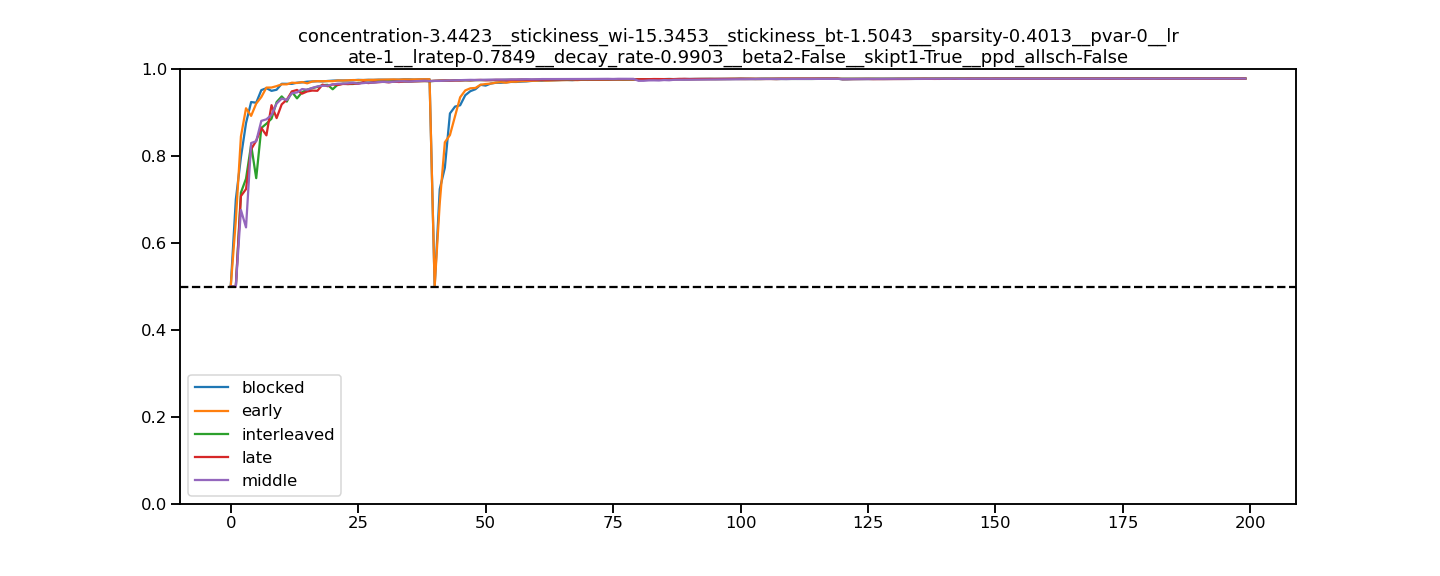 concentration-3.4423__stickiness_wi-15.3453__stickiness_bt-1.5043__sparsity-0.4013__pvar-0__lr
ate-1__lratep-0.7849__decay_rate-0.9903__beta2-False__skipt1-True__ppd_allsch-False
1.0
0.8
0.6
0.4
0.2
0.0
blocked
early
interleaved
late
middle
0 25 50 75 100 125 150 175 200